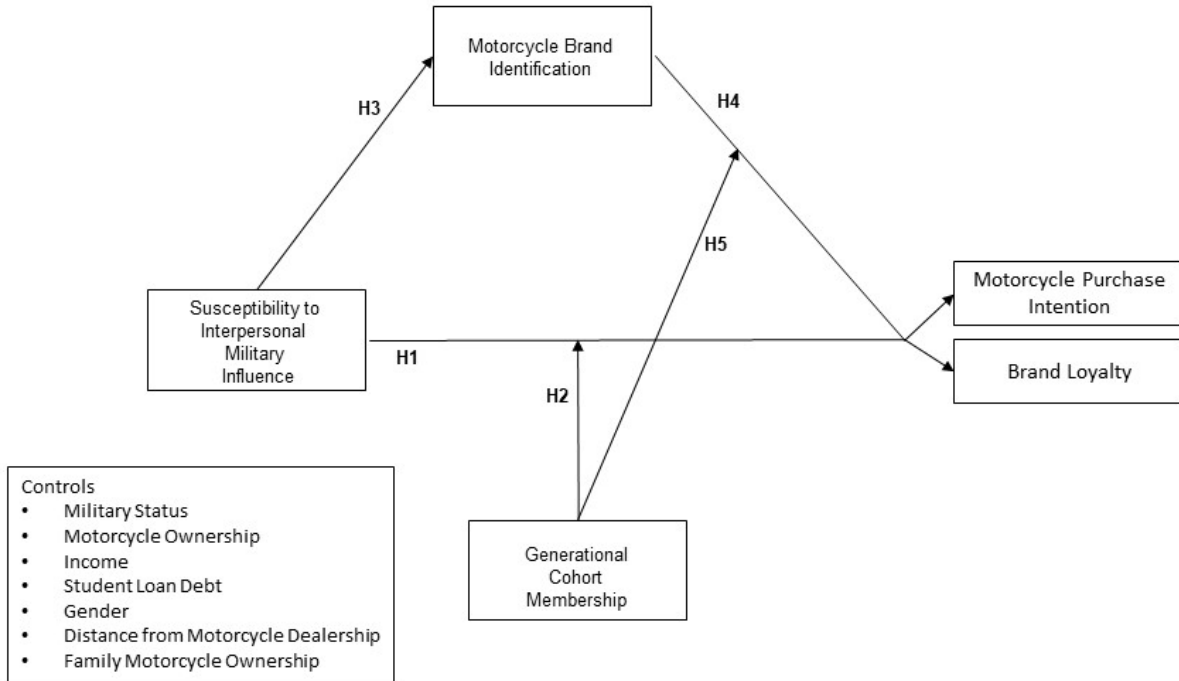 Motorcycle Brand
Identification
H3
H4
H5
Susceptibility to
Interpersonal
Military
Influence
H1
Motorcycle Purchase
Intention
Brand Loyalty
H2
Controls
• Military Status
• Motorcycle Ownership
• Income
• Student Loan Debt
• Gender
• Distance from Motorcycle Dealership
• Family Motorcycle Ownership
Generational
Cohort
Membership